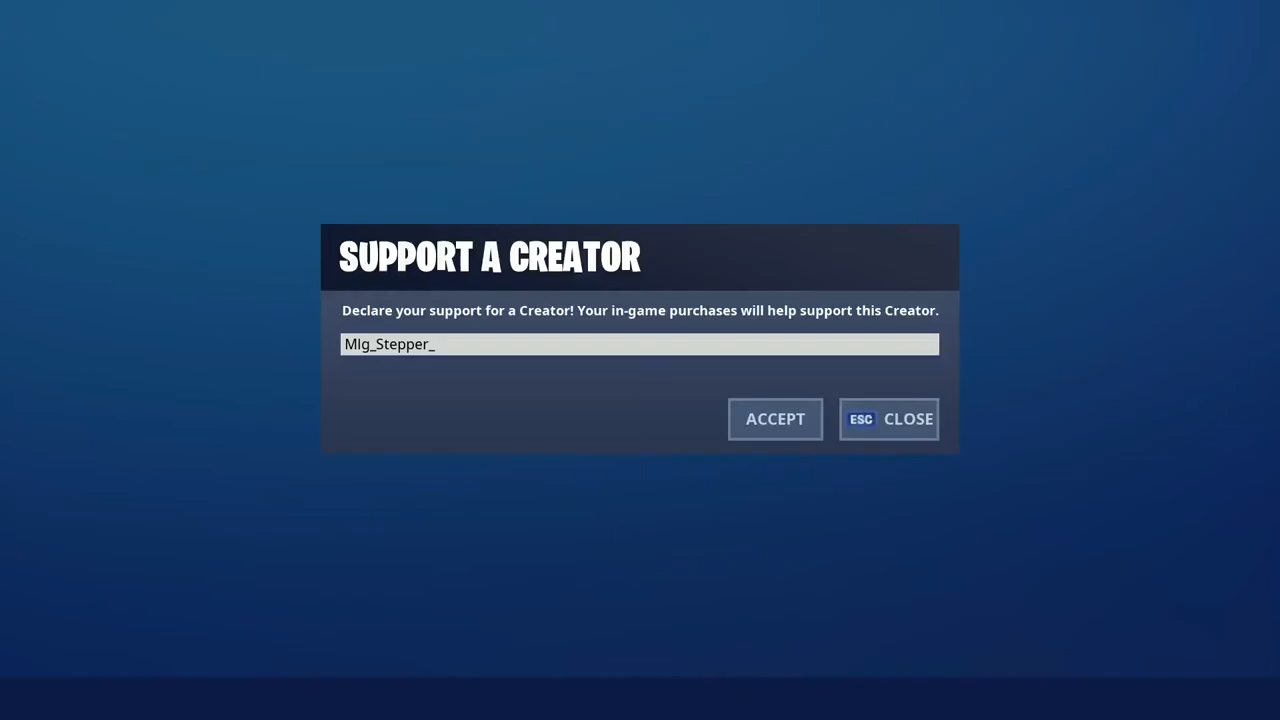 SUPPORT A CREATOR
Declare your support for a Creator! Your in-game purchases will help support this Creator.
Mlg_Stepper_
ACCEPT
ESC CLOSE